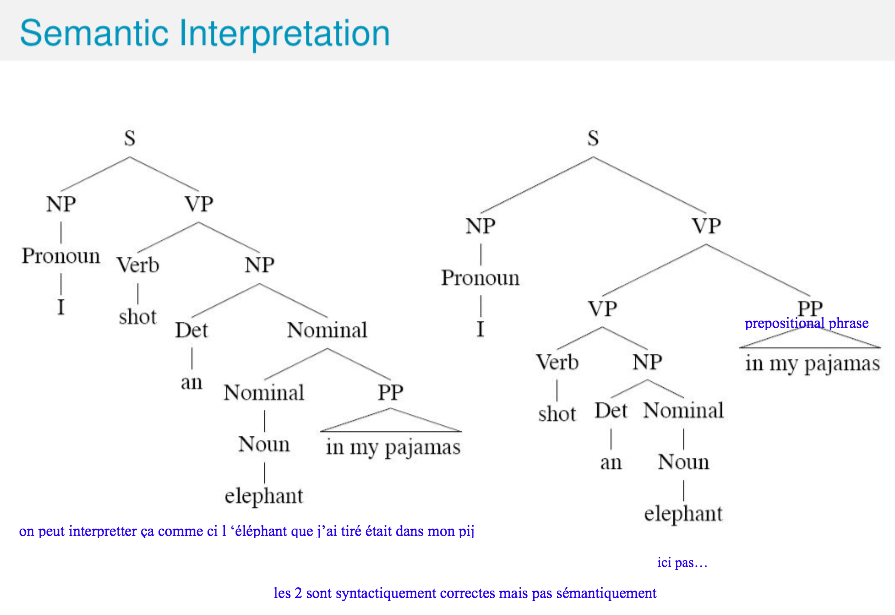 Semantic Interpretation
S
NP VP
Pronoun Verb NP
I shot Det Nominal
an Nominal PP
Noun in my pajamas
elephant
S
NP VP
Pronoun VP PP
prepositional phrase
I Verb NP in my pajamas
shot Det Nominal
an Noun
elephant
on peut interpretter ça comme ci l ‘éléphant que j’ai tiré était dans mon pij
ici pas…
les 2 sont syntactiquement correctes mais pas sémantiquement